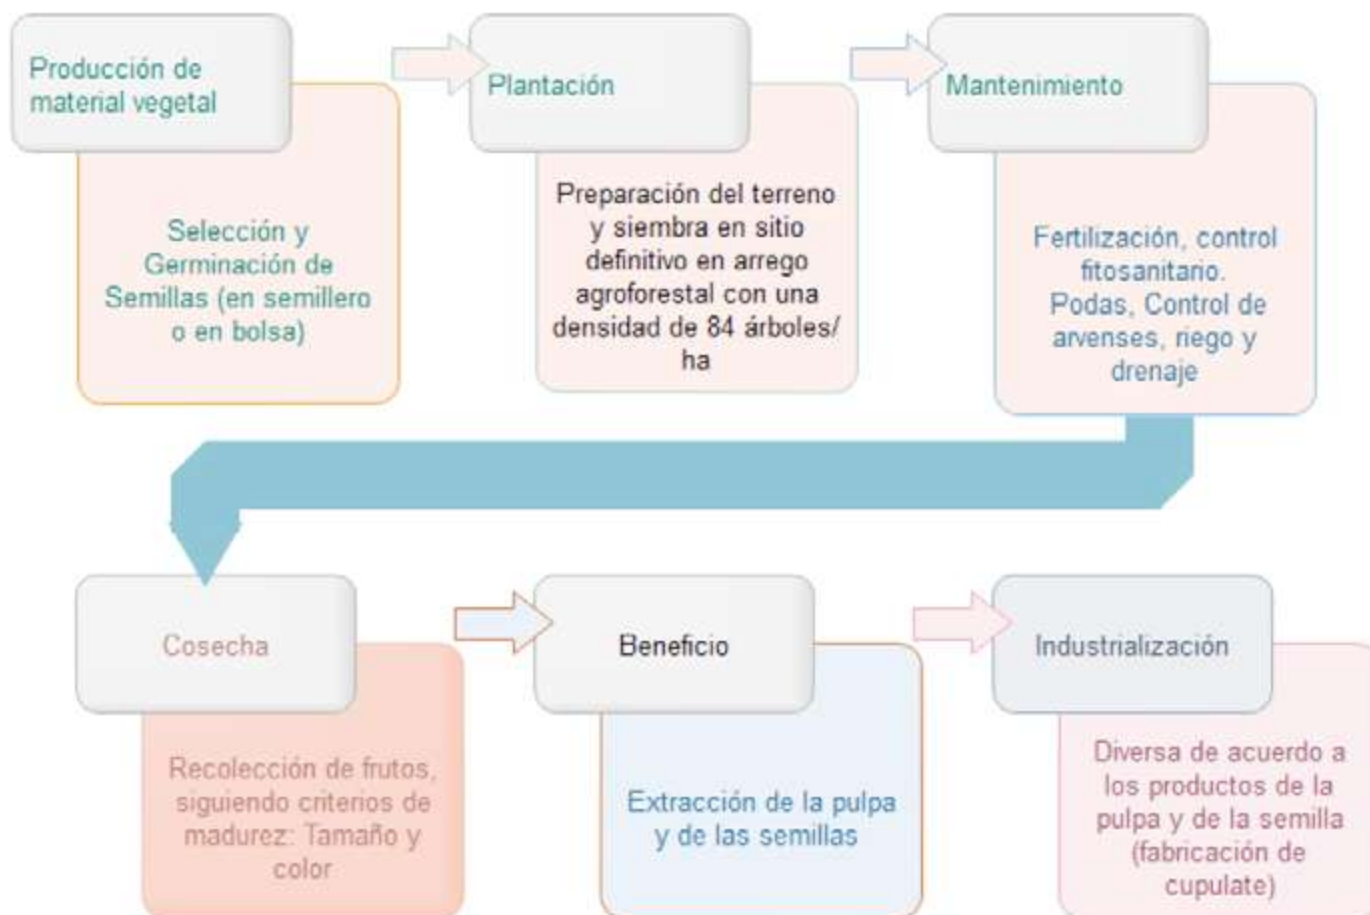 Producción de
material vegetal
Selección y
Germinación de
Semillas (en semillero
o en bolsa)
Plantación
Preparación del terreno
y siembra en sitio
definitivo en arrego
agroforestal con una
densidad de 84 árboles/
ha
Mantenimiento
Fertilización, control
fitosanitario.
Podas, Control de
arvenses, riego y
drenaje
Cosecha
Recolección de frutos,
siguiendo criterios de
madurez: Tamaño y
color
Beneficio
Extracción de la pulpa
y de las semillas
Industrialización
Diversa de acuerdo a
los productos de la
pulpa y de la semilla
(fabricación de
cupulate)